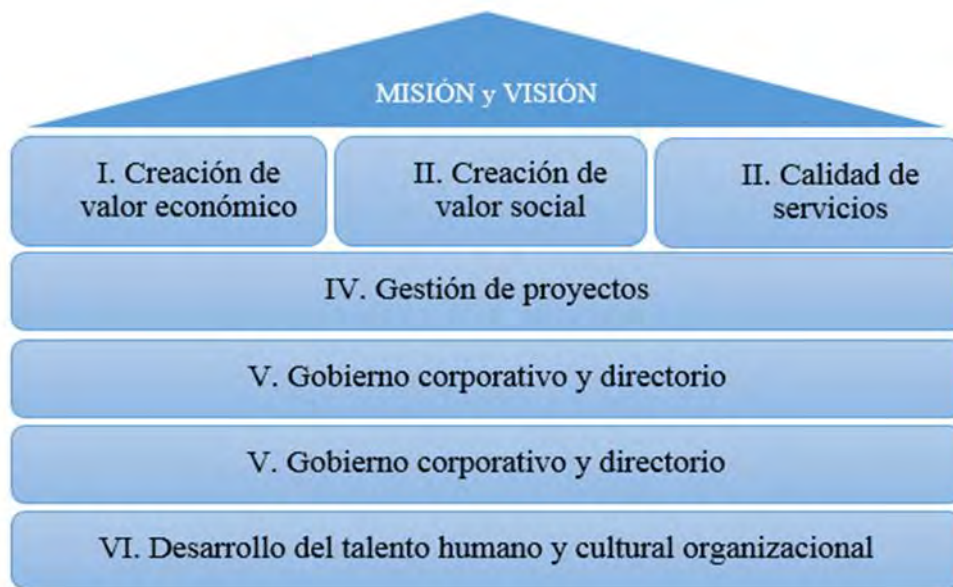 MISIÓN y VISIÓN
I. Creación de
valor económico
II. Creación de
valor social
II. Calidad de
servicios
IV. Gestión de proyectos
V. Gobierno corporativo y directorio
V. Gobierno corporativo y directorio
VI. Desarrollo del talento humano y cultural organizacional